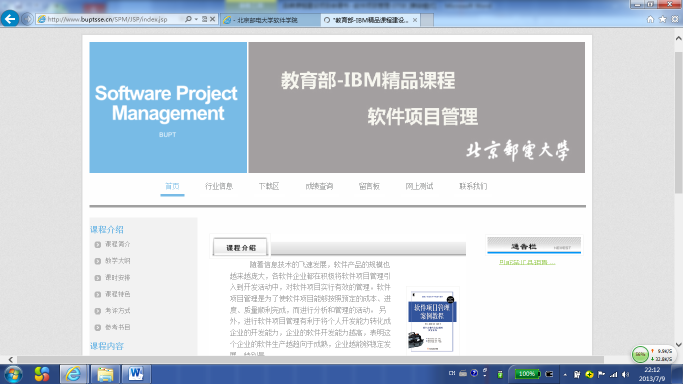 http://www.buptsse.cn/SPM/JSP/index.jsp
- 北京邮电大学软件学院
"教育部-IBM精品课程建设...
Software Project
Management
BUPT
教育部-IBM精品课程
软件项目管理
北京郵電大學
首页 行业信息 下载区 成绩查询 留言板 网上测试 联系我们
课程介绍
课程简介
教学大纲
课时安排
课程特色
考评方式
参考书目
课程内容
课程介绍
随着信息技术的飞速发展，软件产品的规模也
越来越庞大，各软件企业都在积极将软件项目管理引
入到开发活动中，对软件项目实行有效的管理。软件
项目管理是为了使软件项目能够按照预定的成本、进
度、质量顺利完成，而进行分析和管理的活动。另
外，进行软件项目管理有利于将个人开发能力转化成
企业的开发能力，企业的软件开发能力越高，表明这
个企业的软件生产越趋向于成熟，企业越能够稳定发
软件项目管理
案例教程
通告栏
56%
9.9K/S
32.8K/S
CH
100%
22:12
2013/7/9